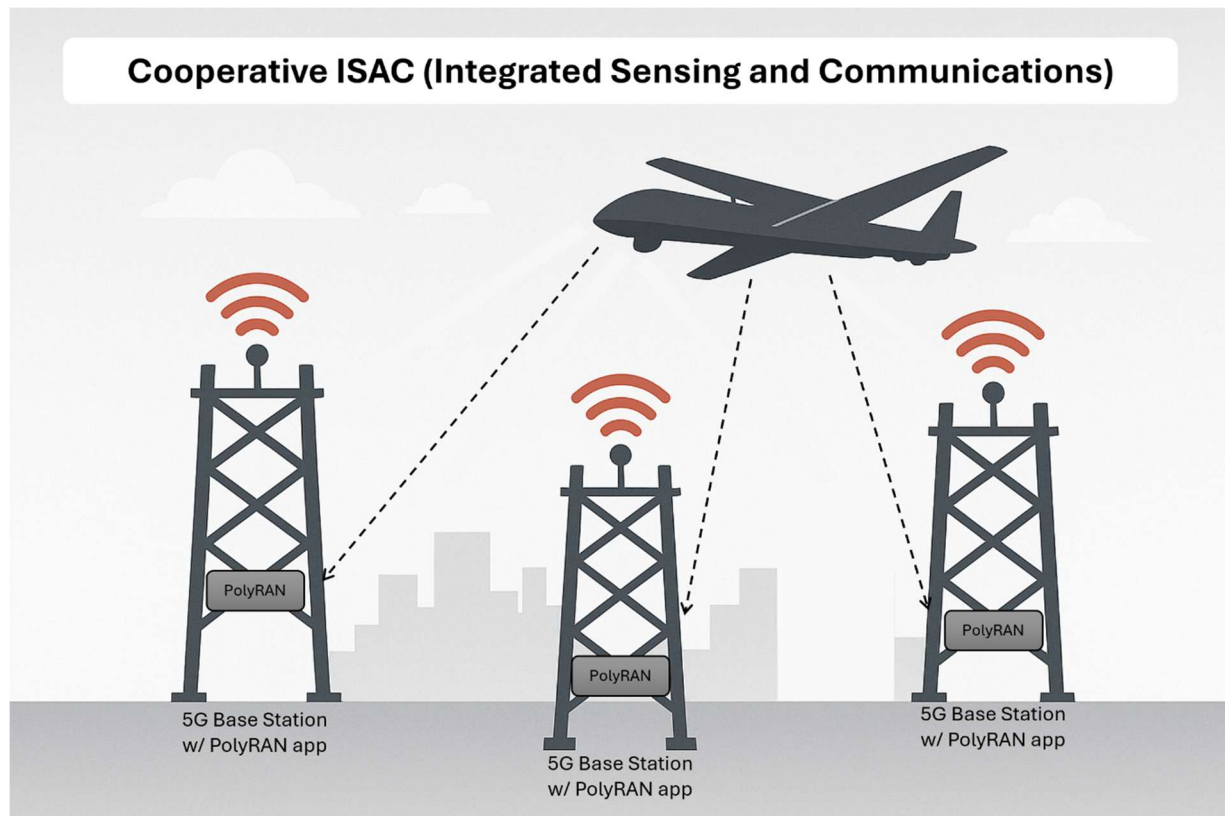 Cooperative ISAC (Integrated Sensing and Communications)
PolyRAN
5G Base Station
w/ PolyRAN app
PolyRAN
5G Base Station
w/ PolyRAN app
PolyRAN
5G Base Station
w/ PolyRAN app